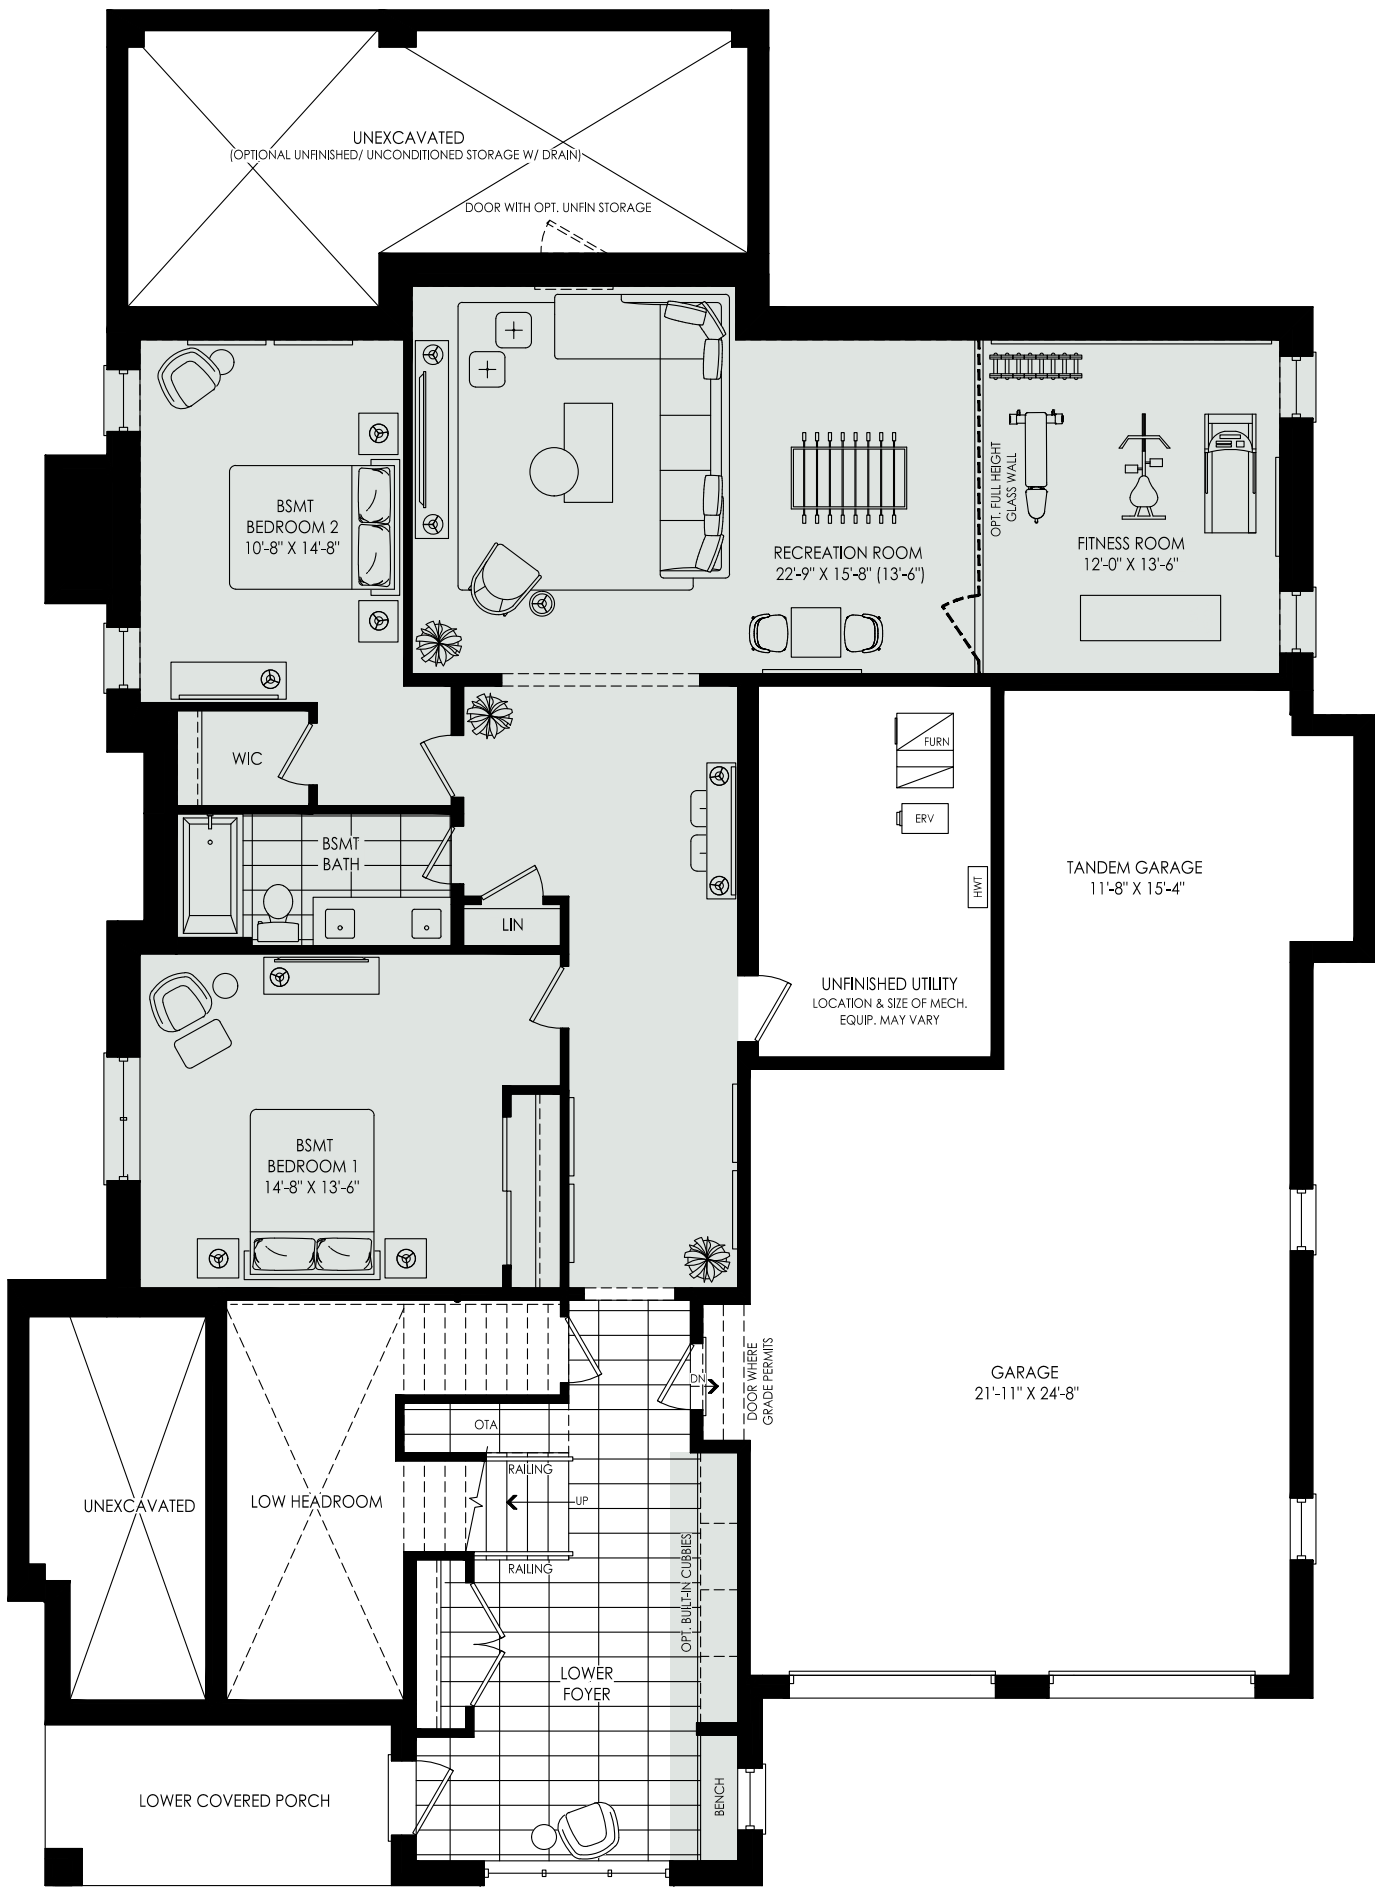 UNEXCAVATED
(OPTIONAL UNFINISHED/ UNCONDITIONED STORAGE W/ DRAIN)
DOOR WITH OPT. UNFIN STORAGE
BSMT
BEDROOM 2
10'-8" X 14'-8"
RECREATION ROOM
22'-9" X 15'-8" (13'-6")
OPT. FULL HEIGHT
GLASS WALL
FITNESS ROOM
12'-0" X 13'-6"
WIC
FURN
ERV
HWT
BSMT
BATH
LIN
TANDEM GARAGE
11'-8" X 15'-4"
UNFINISHED UTILITY
LOCATION & SIZE OF MECH.
EQUIP. MAY VARY
BSMT
BEDROOM 1
14'-8" X 13'-6"
DN
DOOR WHERE
GRADE PERMITS
GARAGE
21'-11" X 24'-8"
OTA
RAILING
UP
RAILING
UNEXCAVATED
LOW HEADROOM
OPT. BUILT-IN CUBBIES
LOWER
FOYER
BENCH
LOWER COVERED PORCH